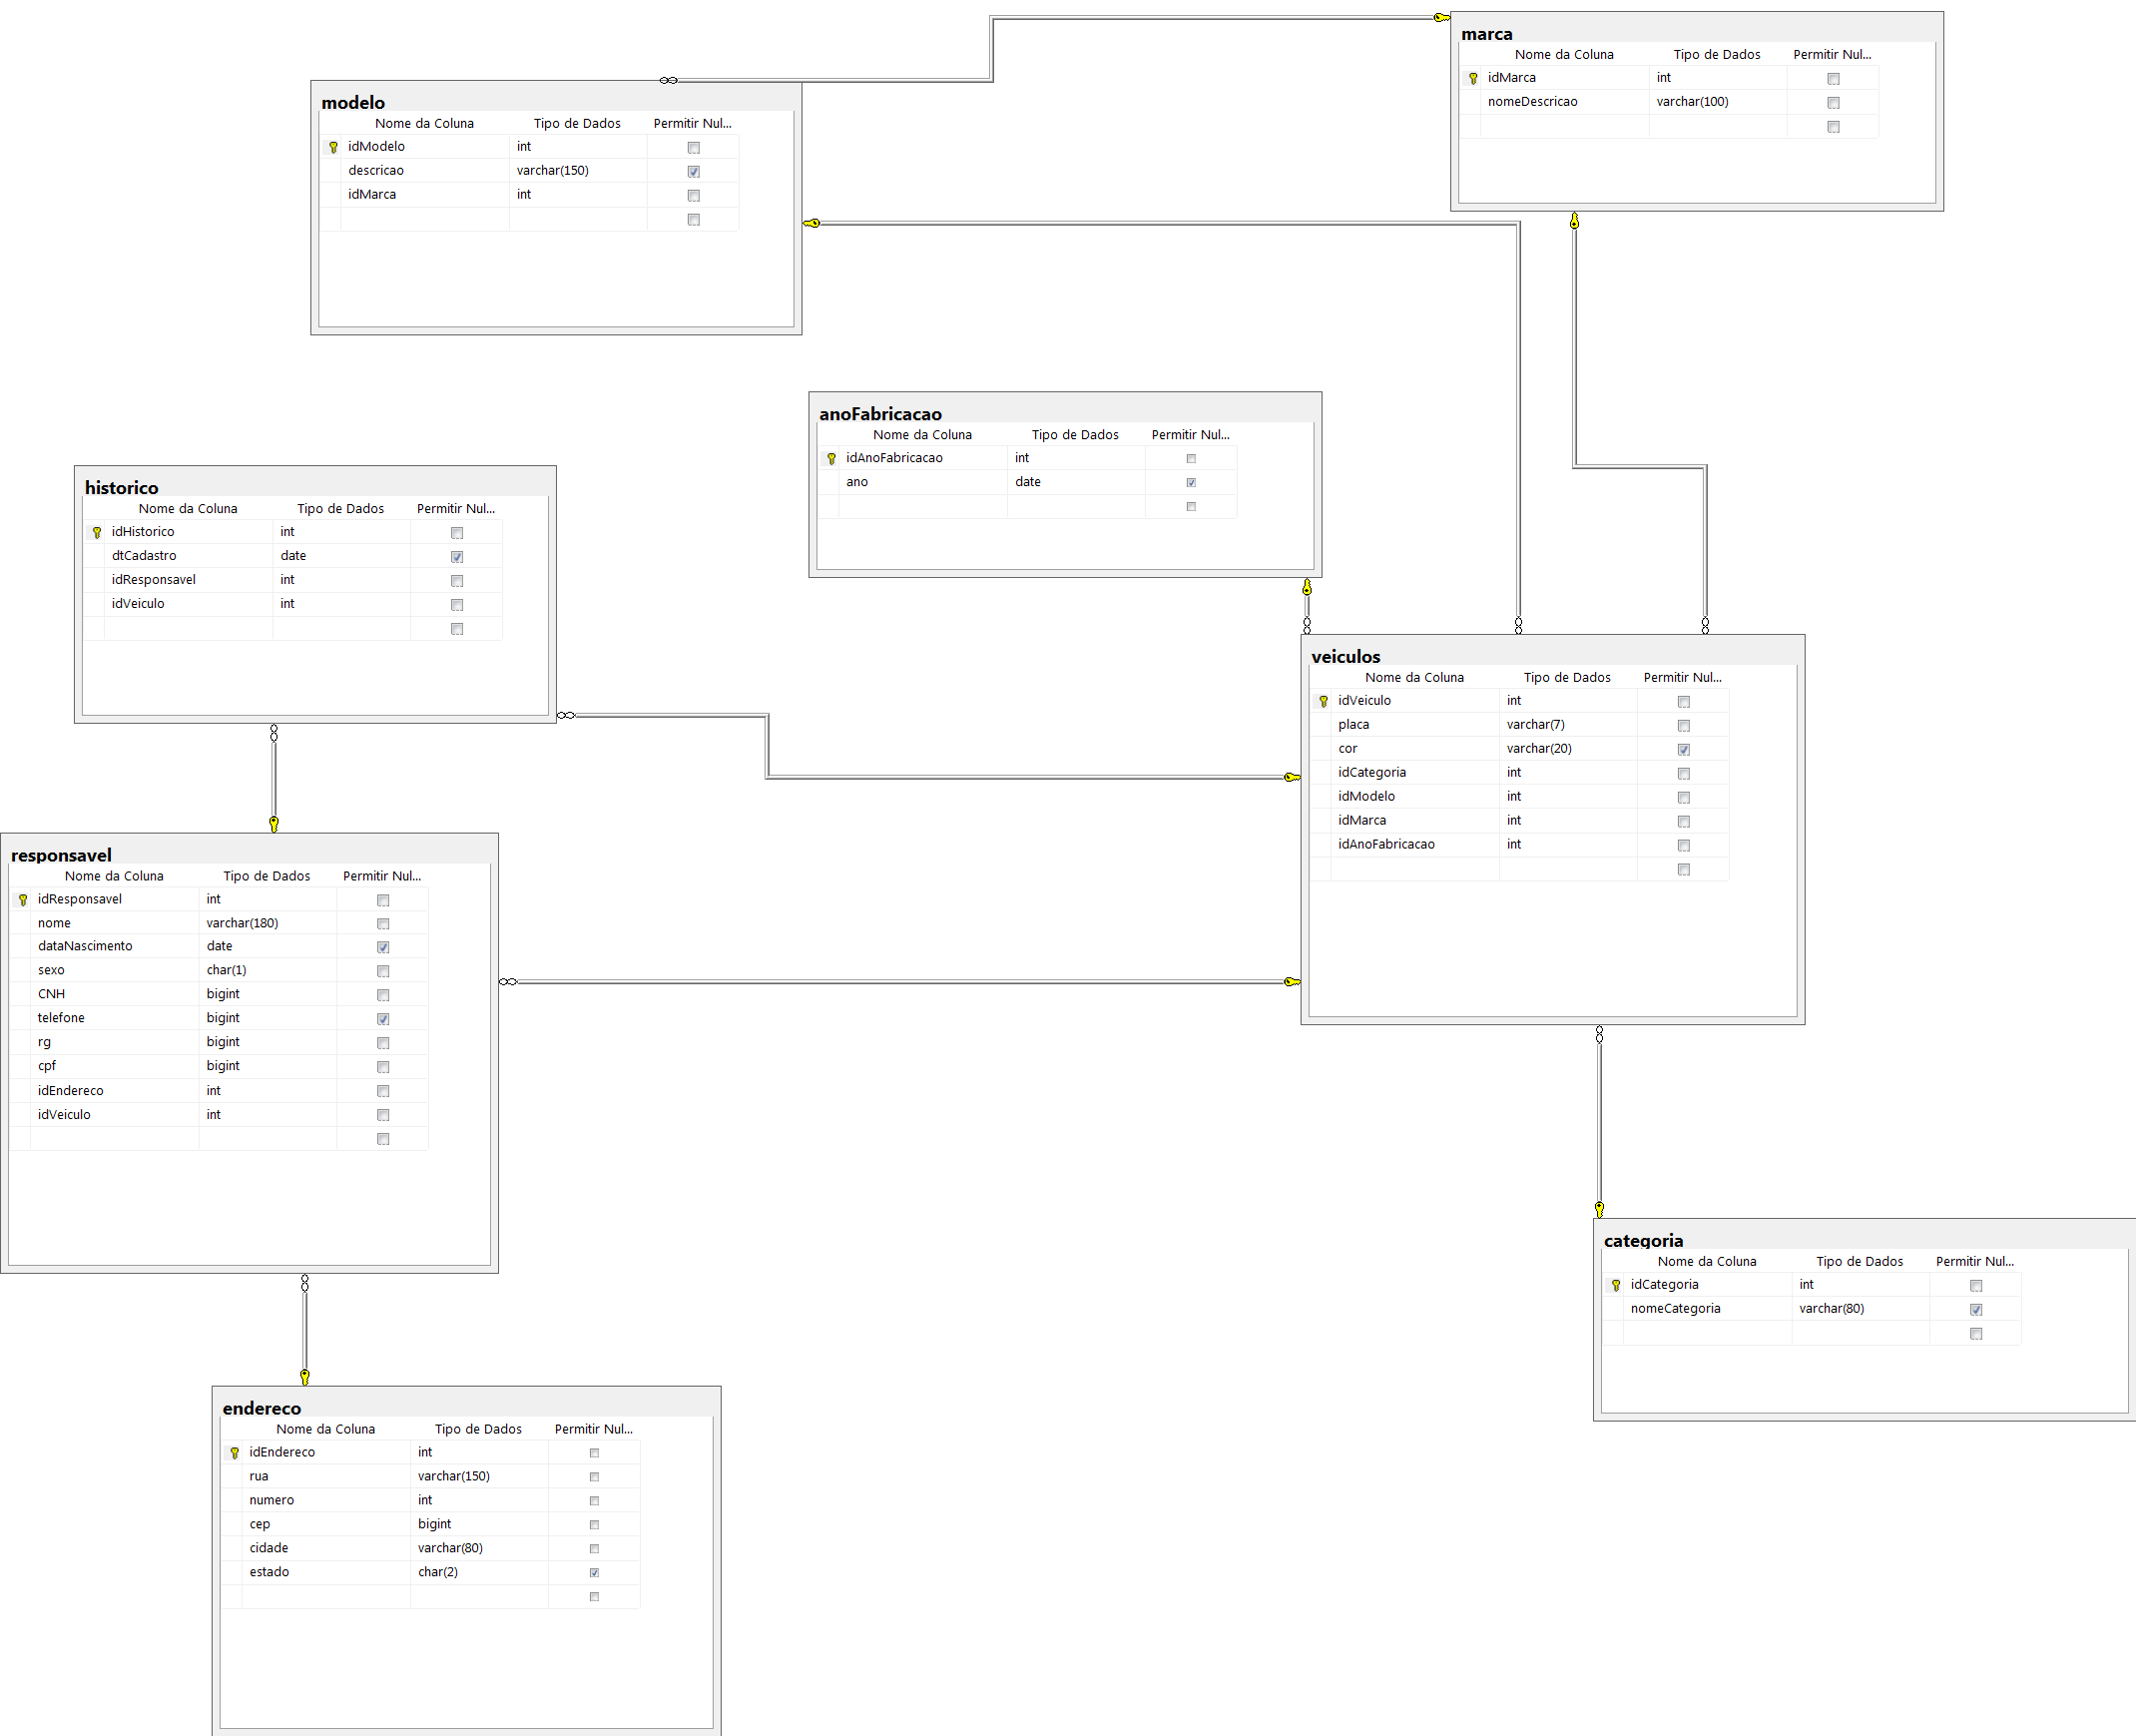 marca
Nome da Coluna Tipo de Dados Permitir Nul...
idMarca int
nomeDescricao varchar(100)
modelo
Nome da Coluna Tipo de Dados Permitir Nul...
idModelo int
descricao varchar(150)
idMarca int
anoFabricacao
Nome da Coluna Tipo de Dados Permitir Nul...
idAnoFabricacao int
ano date
historico
Nome da Coluna Tipo de Dados Permitir Nul...
idHistorico int
dtCadastro date
idResponsavel int
idVeiculo int
veiculos
Nome da Coluna Tipo de Dados Permitir Nul...
idVeiculo int
placa varchar(7)
cor varchar(20)
idCategoria int
idModelo int
idMarca int
idAnoFabricacao int
responsavel
Nome da Coluna Tipo de Dados Permitir Nul...
idResponsavel int
nome varchar(180)
dataNascimento date
sexo char(1)
CNH bigint
telefone bigint
rg bigint
cpf bigint
idEndereco int
idVeiculo int
categoria
Nome da Coluna Tipo de Dados Permitir Nul...
idCategoria int
nomeCategoria varchar(80)
endereco
Nome da Coluna Tipo de Dados Permitir Nul...
idEndereco int
rua varchar(150)
numero int
cep bigint
cidade varchar(80)
estado char(2)